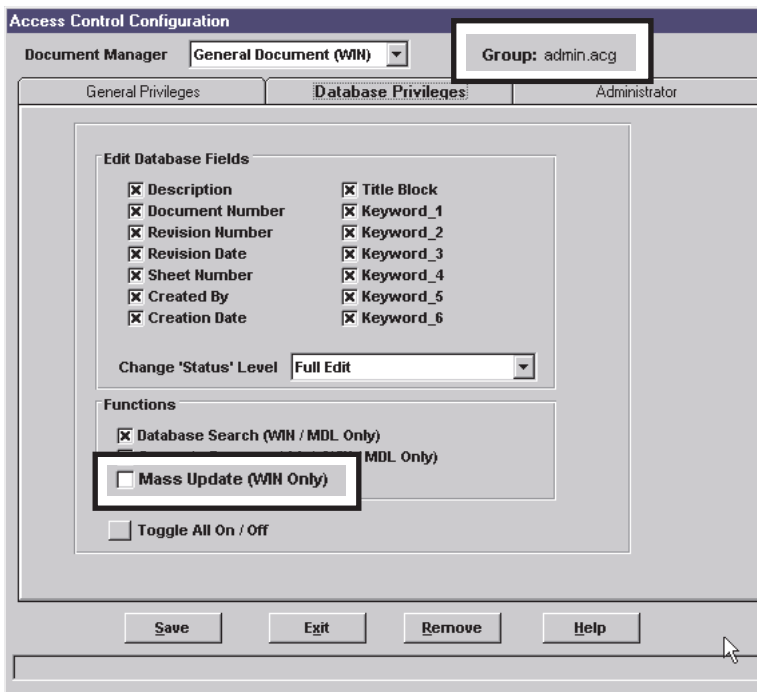 Access Control Configuration
Document Manager General Document (WIN) Group: admin.acg
General Privileges Database Privileges Administrator
Edit Database Fields
Description Title Block
Document Number Keyword_1
Revision Number Keyword_2
Revision Date Keyword_3
Sheet Number Keyword_4
Created By Keyword_5
Creation Date Keyword_6
Change 'Status' Level Full Edit
Functions
Database Search (WIN / MDL Only)
MDL Only)
Mass Update (WIN Only)
Toggle All On / Off
Save Exit Remove Help